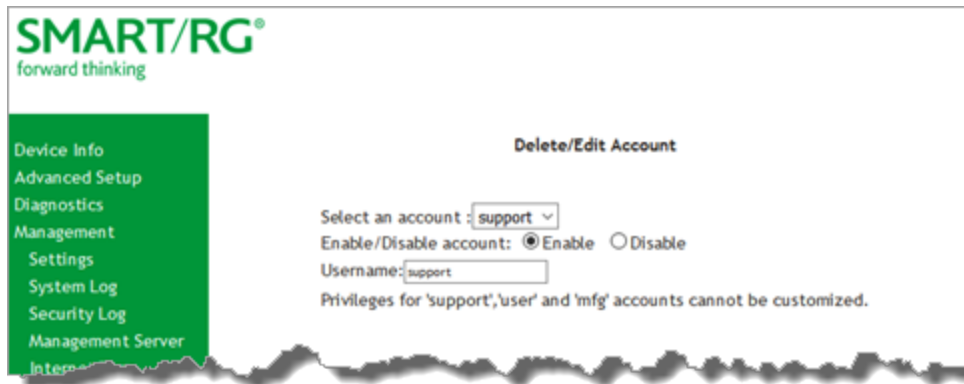 SMART/RG®
forward thinking
Device Info
Advanced Setup
Diagnostics
Management
Settings
System Log
Security Log
Management Server
Delete/Edit Account
Select an account : support
Enable/Disable account: Enable Disable
Username: support
Privileges for 'support','user' and 'mfg' accounts cannot be customized.